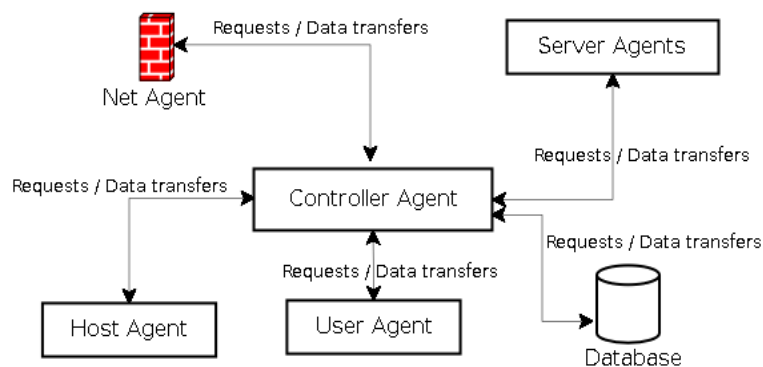 Requests / Data transfers
Net Agent
Server Agents
Requests / Data transfers
Requests / Data transfers
Controller Agent
Requests / Data transfers
Requests / Data transfers
Host Agent
User Agent
Database